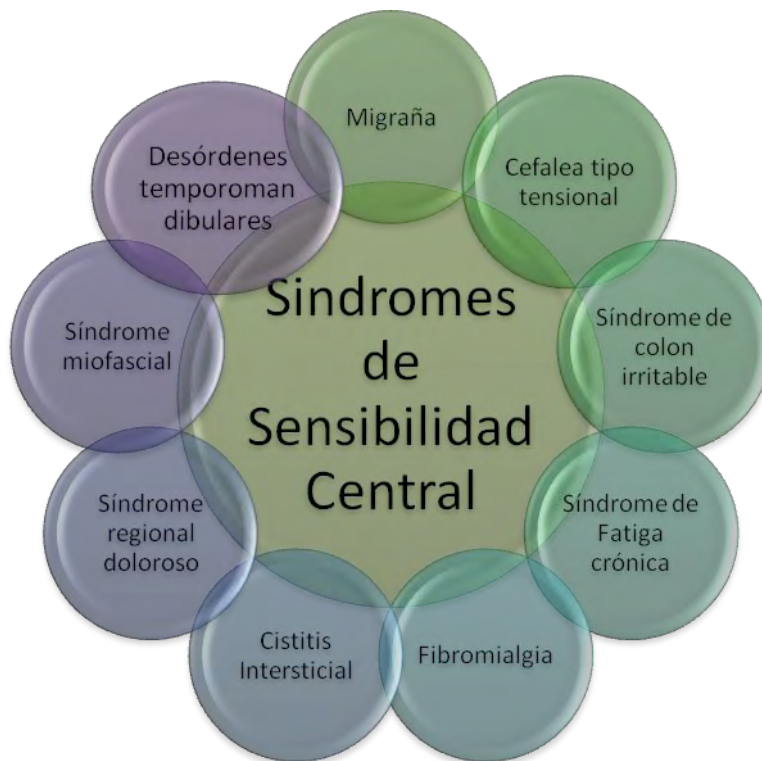 Migraña
Cefalea tipo
tensional
Síndrome de
colon
irritable
Síndrome de
Fatiga
crónica
Fibromialgia
Cistitis
Intersticial
Síndrome
regional
doloroso
Síndrome
miofascial
Desórdenes
temporoman
dibulares
Sindromes
de
Sensibilidad
Central